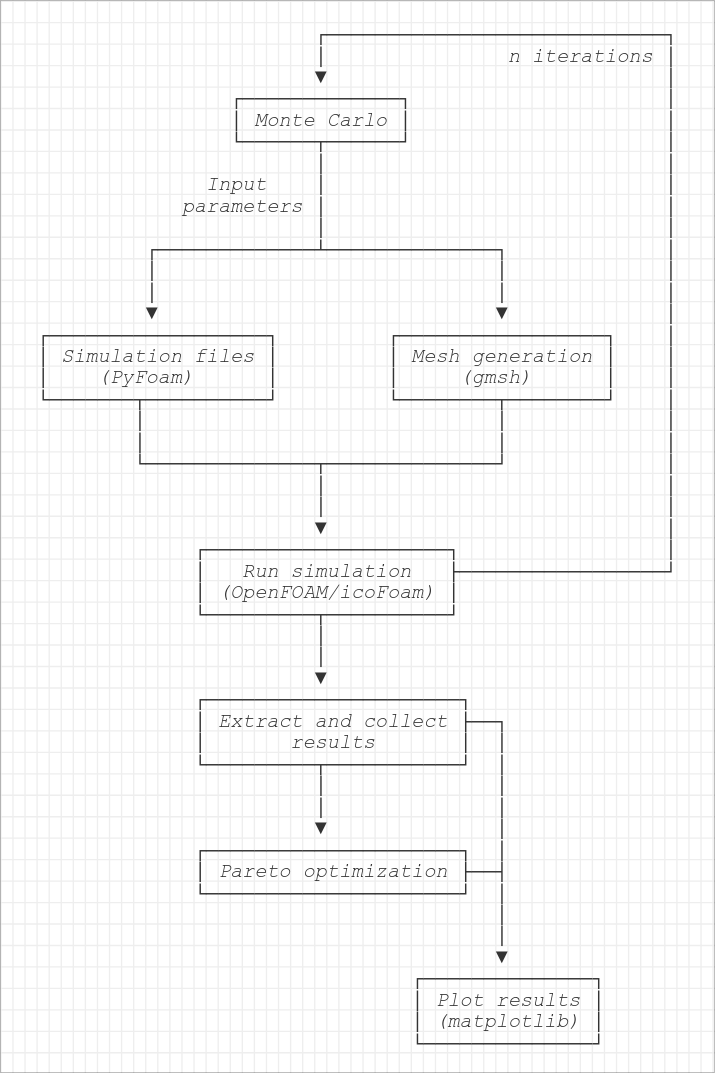 n iterations
Monte Carlo
Input
parameters
Simulation files
(PyFoam)
Mesh generation
(gmsh)
Run simulation
(OpenFOAM/icoFoam)
Extract and collect
results
Pareto optimization
Plot results
(matplotlib)